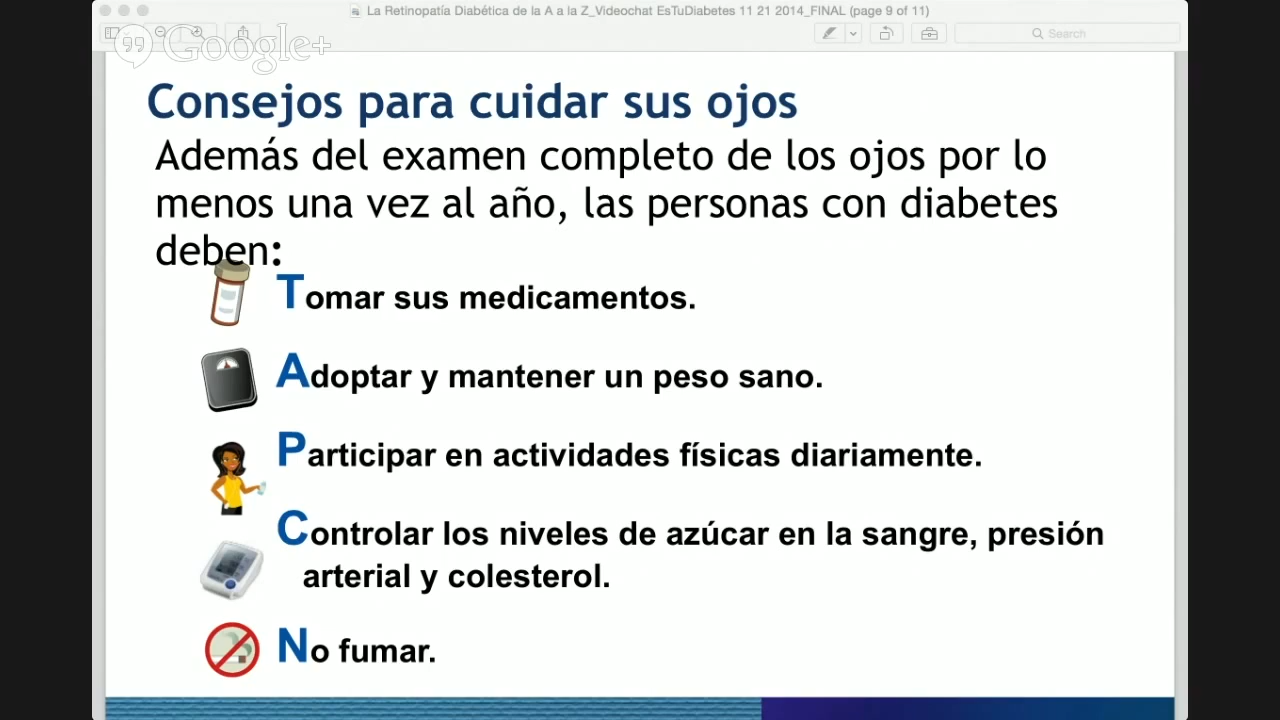 La Retinopatía Diabética de la A a la Z_Videochat EsTuDiabetes 11 21 2014_FINAL (page 9 of 11)
Google+
Search
Consejos para cuidar sus ojos
Además del examen completo de los ojos por lo
menos una vez al año, las personas con diabetes
deben:
Tomar sus medicamentos.
Adoptar y mantener un peso sano.
Participar en actividades físicas diariamente.
Controlar los niveles de azúcar en la sangre, presión
arterial y colesterol.
No fumar.